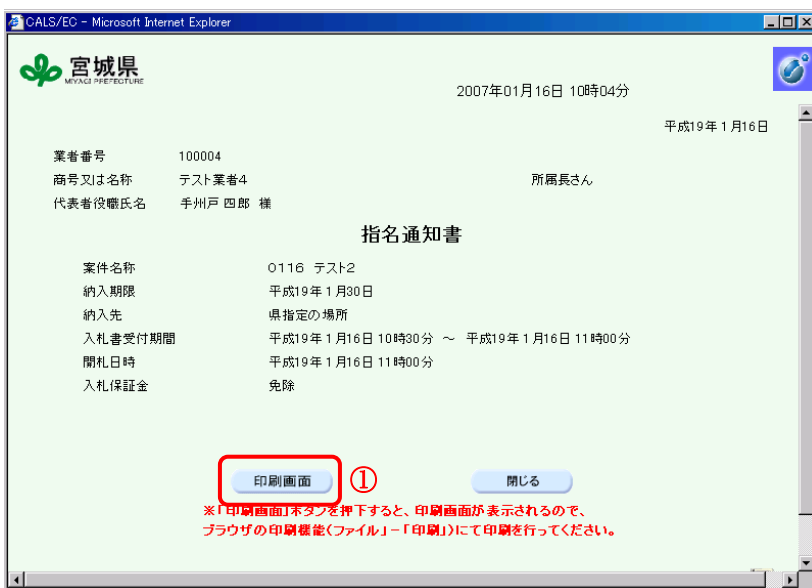 CALS/EC - Microsoft Internet Explorer
宮城県
MIYAGI PREFECTURE
2007年01月16日 10時04分
平成19年1月16日
業者番号 100004
商号又は名称 テスト業者4 所属長さん
代表者役職氏名 手州戸 四郎 様
指名通知書
案件名称 0116 テスト2
納入期限 平成19年1月30日
納入先 県指定の場所
入札書受付期間 平成19年1月16日 10時30分 ～ 平成19年1月16日 11時00分
開札日時 平成19年1月16日 11時00分
入札保証金 免除
印刷画面 ① 閉じる
※「印刷画面」ボタンを押下すると、印刷画面が表示されるので、
ブラウザの印刷機能(ファイル」-「印刷」)にて印刷を行ってください。